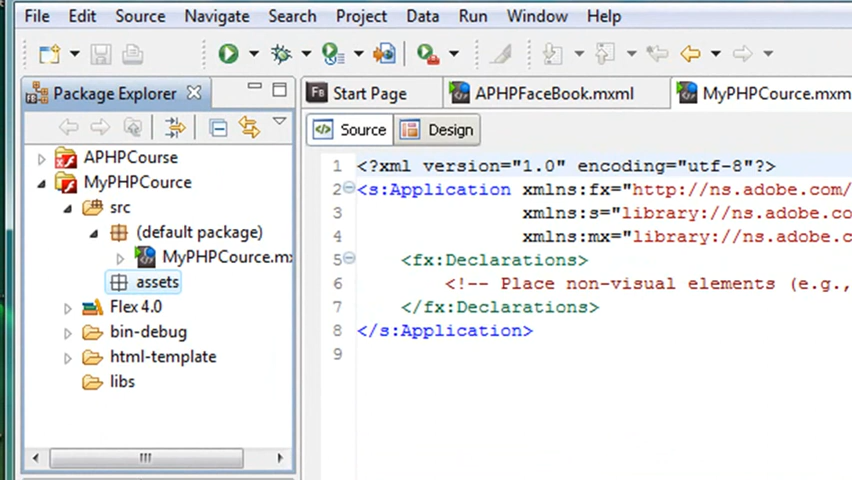 File Edit Source Navigate Search Project Data Run Window Help
Package Explorer
Fb Start Page APHPFaceBook.mxml MyPHPCource.mxm
Source Design
APHPCourse
MyPHPCource
src
(default package)
MyPHPCource.mx
assets
Flex 4.0
bin-debug
html-template
libs
1 <?xml version="1.0" encoding="utf-8"?>
2 <s:Application xmlns:fx="http://ns.adobe.com/
3 xmlns:s="library://ns.adobe.co
4 xmlns:mx="library://ns.adobe.c
5 <fx:Declarations>
6 <!-- Place non-visual elements (e.g.,
7 </fx:Declarations>
8 </s:Application>
9